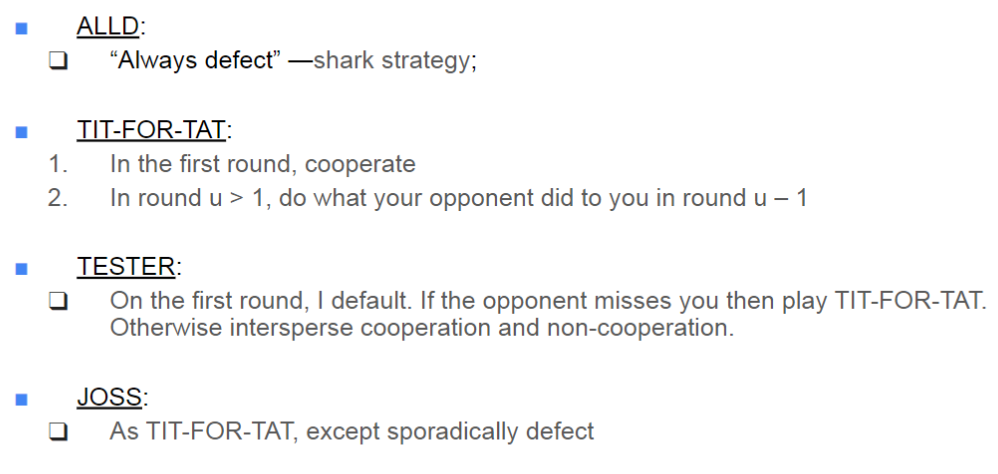 ■ ALLD:
❑ “Always defect” —shark strategy;
■ TIT-FOR-TAT:
1. In the first round, cooperate
2. In round u > 1, do what your opponent did to you in round u – 1
■ TESTER:
❑ On the first round, I default. If the opponent misses you then play TIT-FOR-TAT.
Otherwise intersperse cooperation and non-cooperation.
■ JOSS:
❑ As TIT-FOR-TAT, except sporadically defect